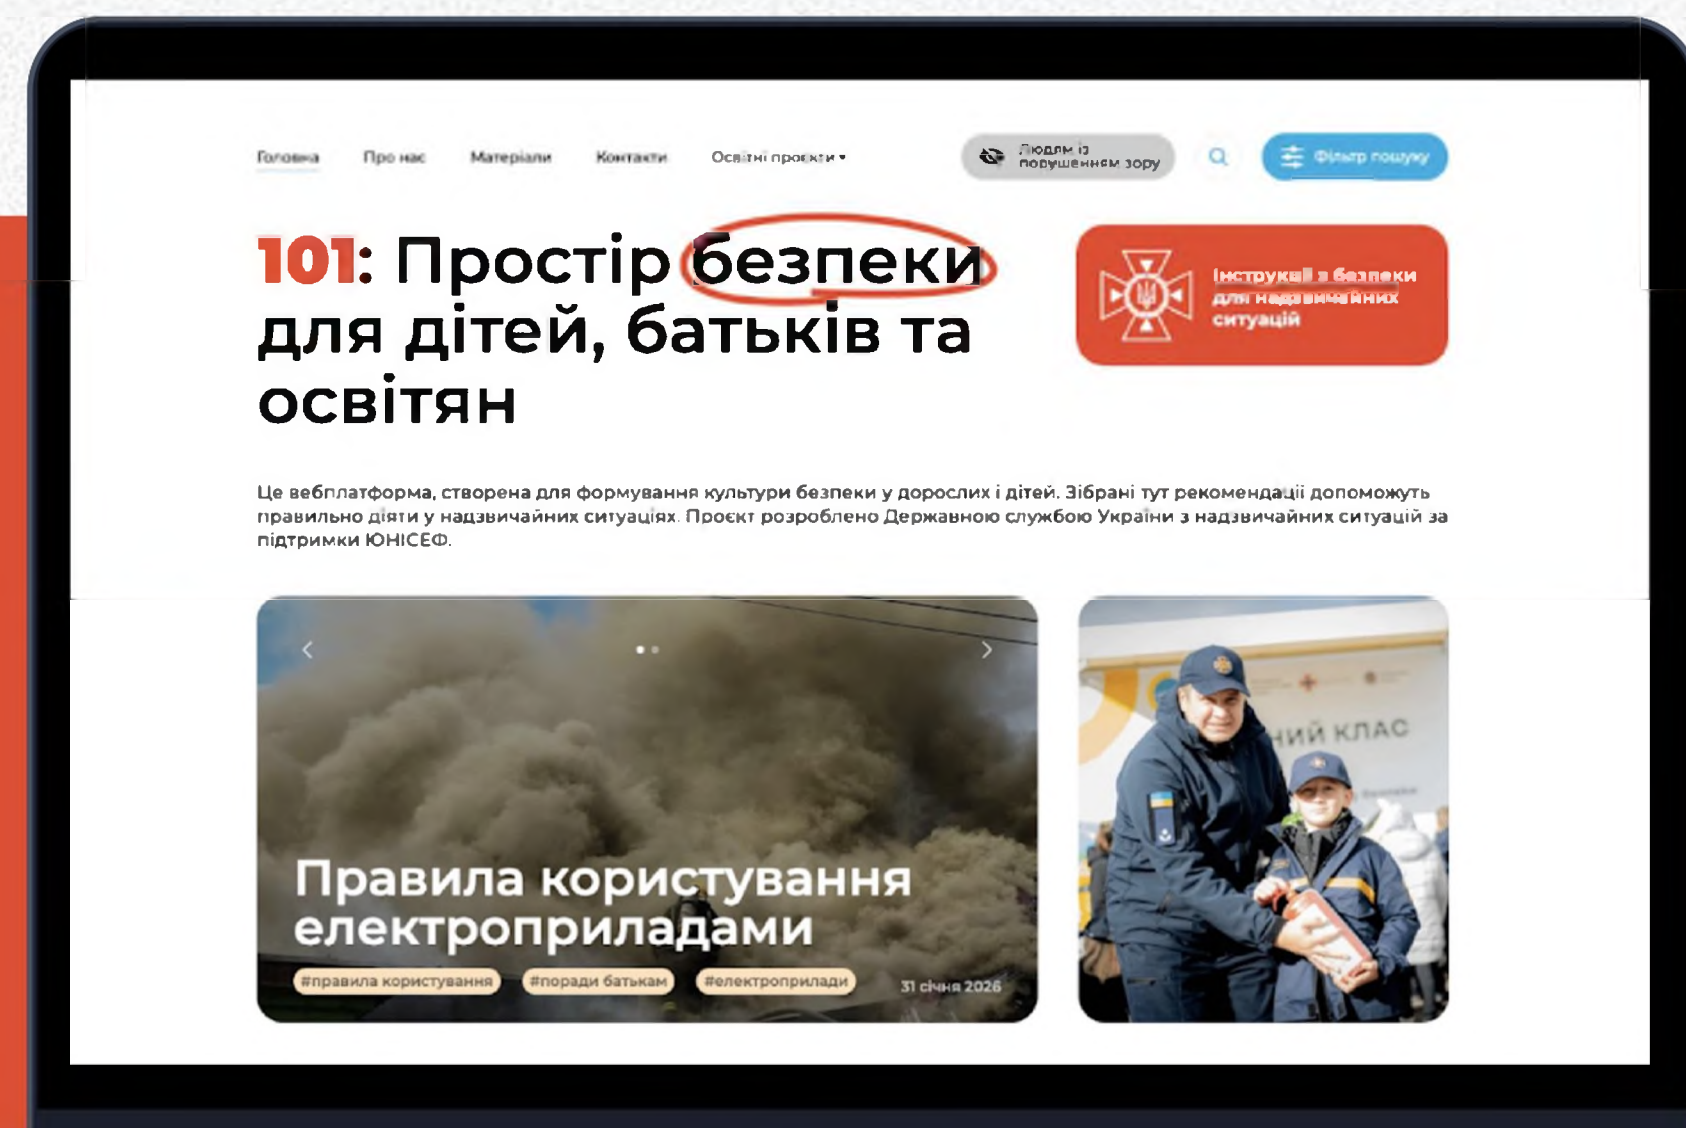 Головна Про нас Матеріали Контакти Освітні проєкти
Людям із
порушенням зору
Фільтр пошуку
101: Простір безпеки
для дітей, батьків та
освітян
Інструкції з безпеки
для надзвичайних
ситуацій
Це вебплатформа, створена для формування культури безпеки у дорослих і дітей. Зібрані тут рекомендації допоможуть
правильно діяти у надзвичайних ситуаціях. Проєкт розроблено Державною службою України з надзвичайних ситуацій за
підтримки ЮНІСЕФ.
НИЙ КЛАС
Правила користування
електроприладами
#правила користування #поради батькам #електроприлади 31 січня 2026